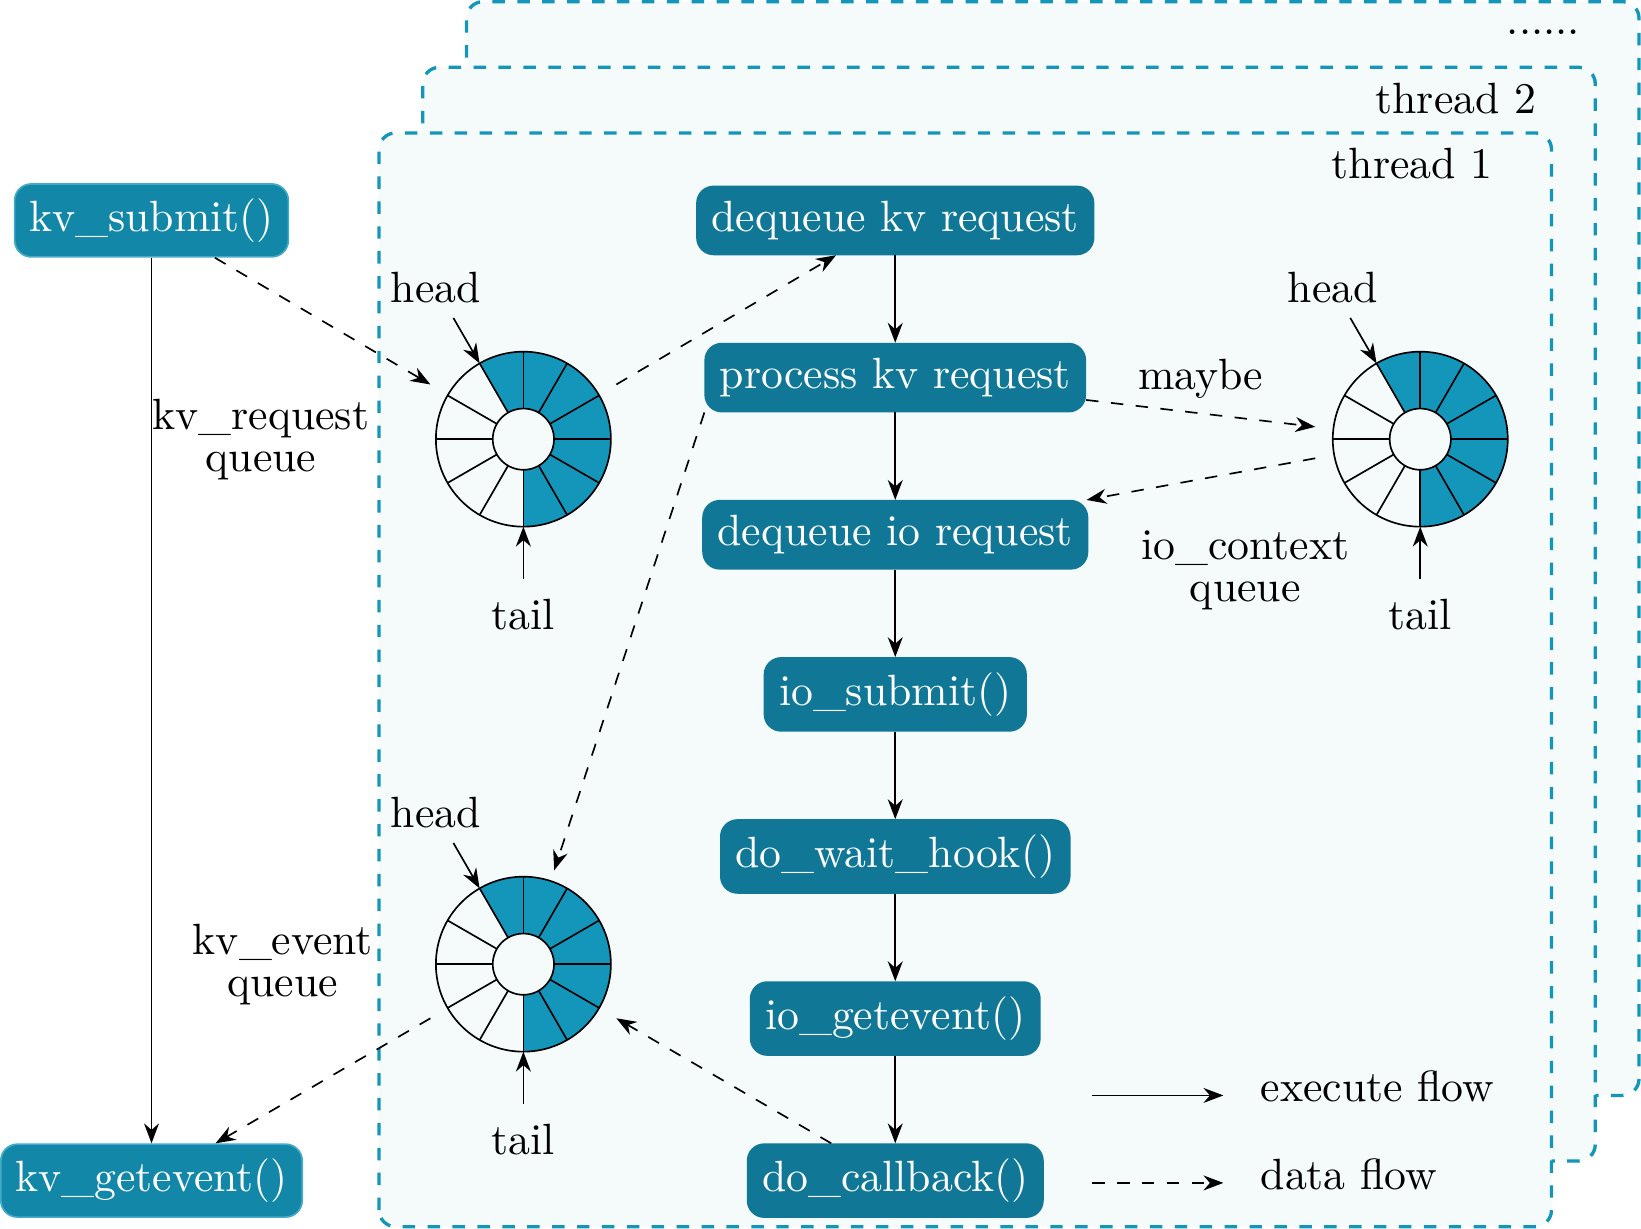 ......
thread 2
thread 1
kv_submit()
dequeue kv request
head
head
process kv request
maybe
kv_request
queue
dequeue io request
io_context
queue
tail
tail
io_submit()
head
do_wait_hook()
kv_event
queue
io_getevent()
execute flow
tail
kv_getevent()
do_callback()
data flow